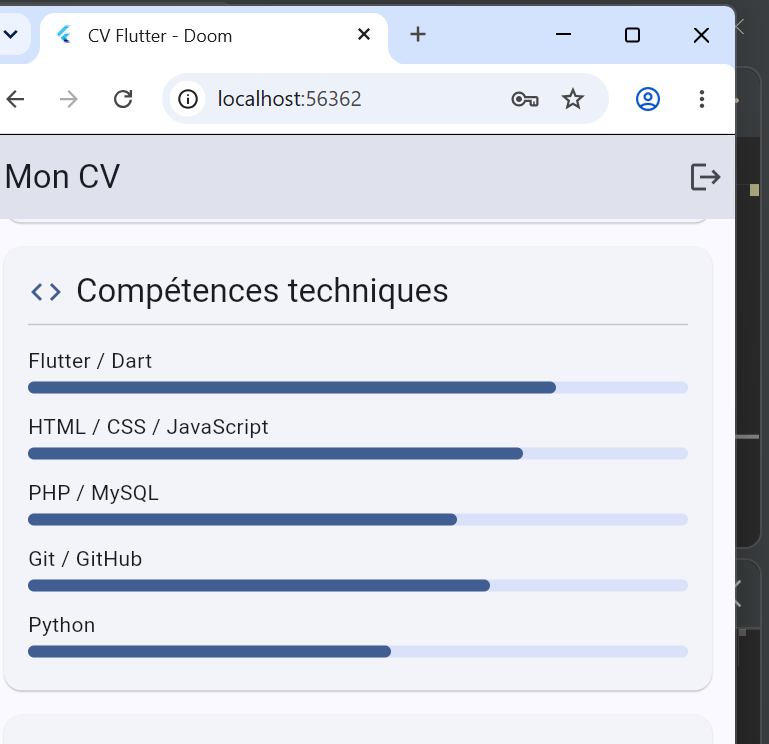 CV Flutter - Doom
localhost:56362
Mon CV
Compétences techniques
Flutter / Dart
HTML / CSS / JavaScript
PHP / MySQL
Git / GitHub
Python